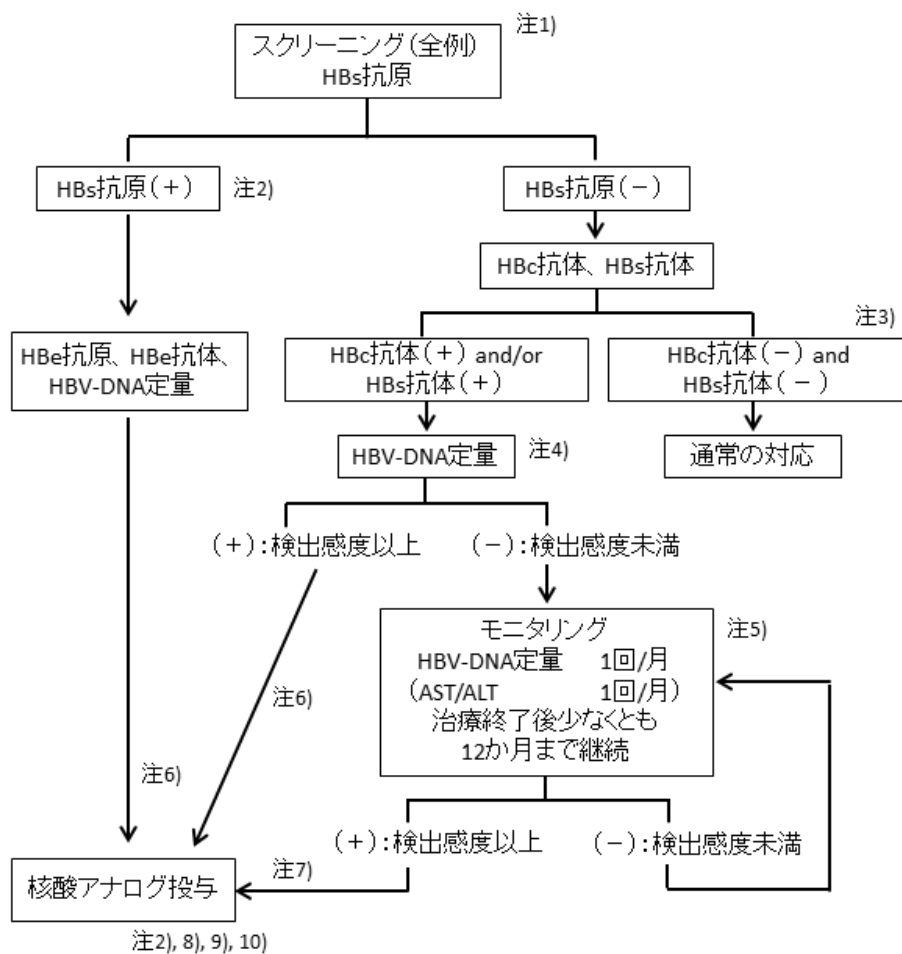 注1)
スクリーニング(全例)
HBs抗原
HBs抗原(+)
注2)
HBs抗原(-)
HBc抗体、HBs抗体
注3)
HBe抗原、HBe抗体、
HBV-DNA定量
HBc抗体(+) and/or
HBs抗体(+)
HBc抗体(-) and
HBs抗体(-)
HBV-DNA定量
注4)
通常の対応
(+):検出感度以上
(-):検出感度未満
モニタリング
HBV-DNA定量 1回/月
(AST/ALT 1回/月)
治療終了後少なくとも
12か月まで継続
注5)
注6)
注6)
(+):検出感度以上
(-):検出感度未満
注7)
核酸アナログ投与
注2), 8), 9), 10)